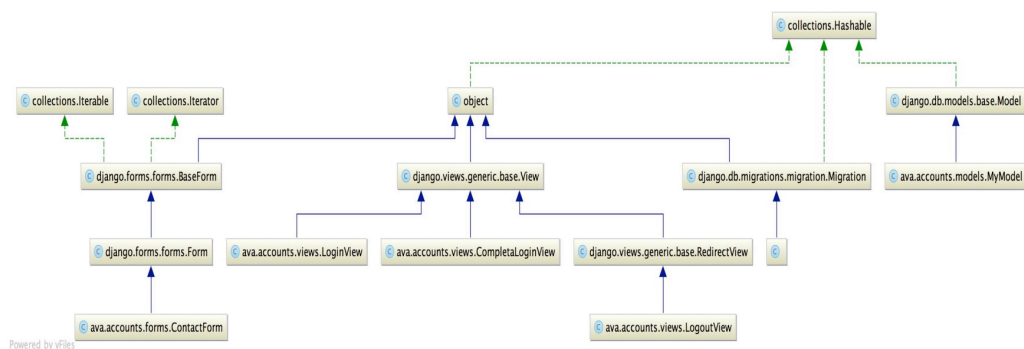 collections.Hashable
collections.Iterable
collections.Iterator
object
django.db.models.base.Model
django.forms.forms.BaseForm
django.views.generic.base.View
django.db.migrations.migration.Migration
ava.accounts.models.MyModel
django.forms.forms.Form
ava.accounts.views.LoginView
ava.accounts.views.CompletaLoginView
django.views.generic.base.RedirectView
ava.accounts.forms.ContactForm
ava.accounts.views.LogoutView
Powered by yFiles